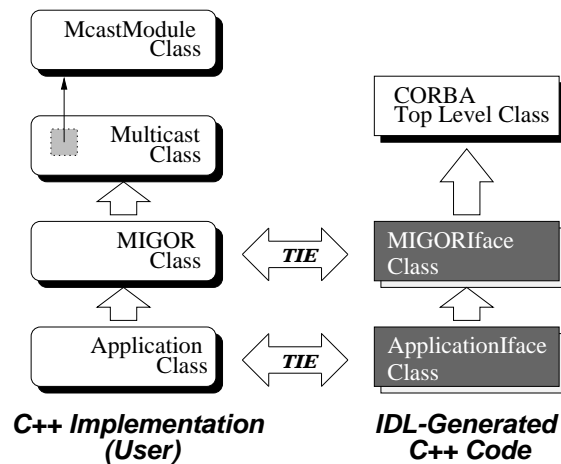 McastModule
Class
CORBA
Top Level Class
Multicast
Class
MIGOR
Class
TIE
MIGORIface
Class
Application
Class
TIE
ApplicationIface
Class
C++ Implementation
(User)
IDL-Generated
C++ Code